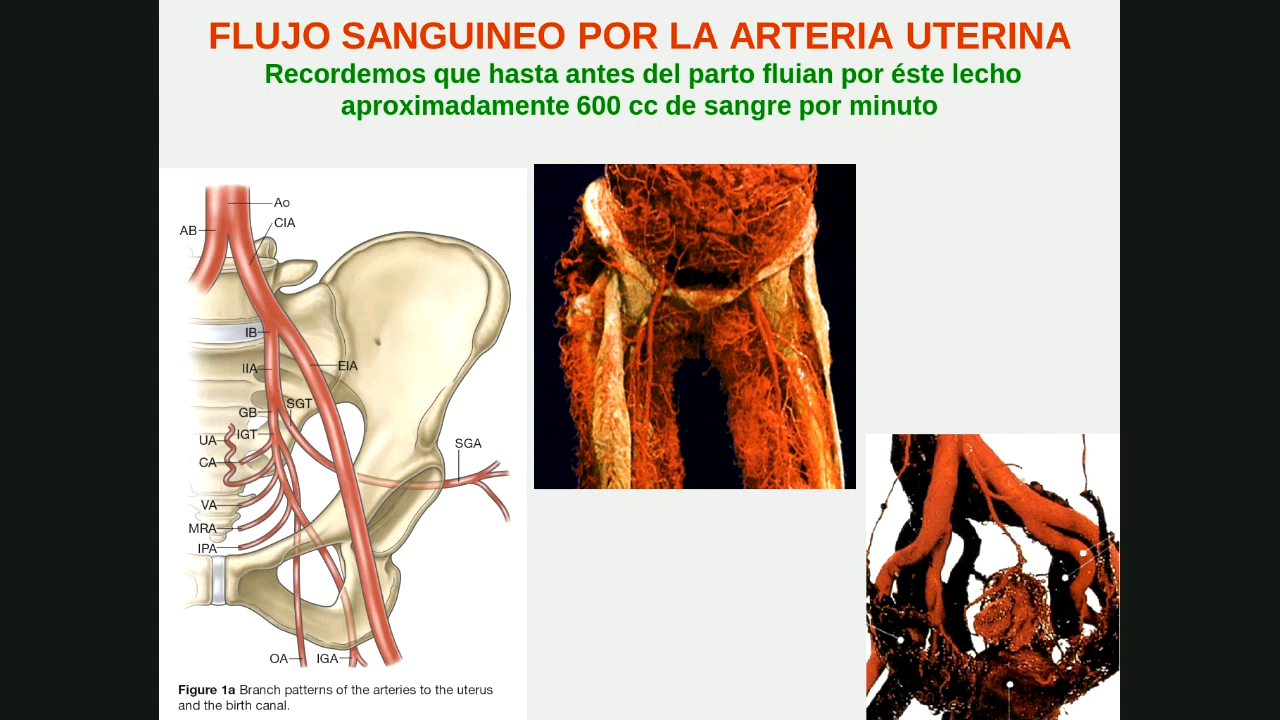 FLUJO SANGUINEO POR LA ARTERIA UTERINA
Recordemos que hasta antes del parto fluian por éste lecho
aproximadamente 600 cc de sangre por minuto
Ao
CIA
AB
IB
IIA
EIA
SGT
GB
IGT
UA
CA
SGA
VA
MRA
IPA
OA
IGA
Figure 1a Branch patterns of the arteries to the uterus
and the birth canal.